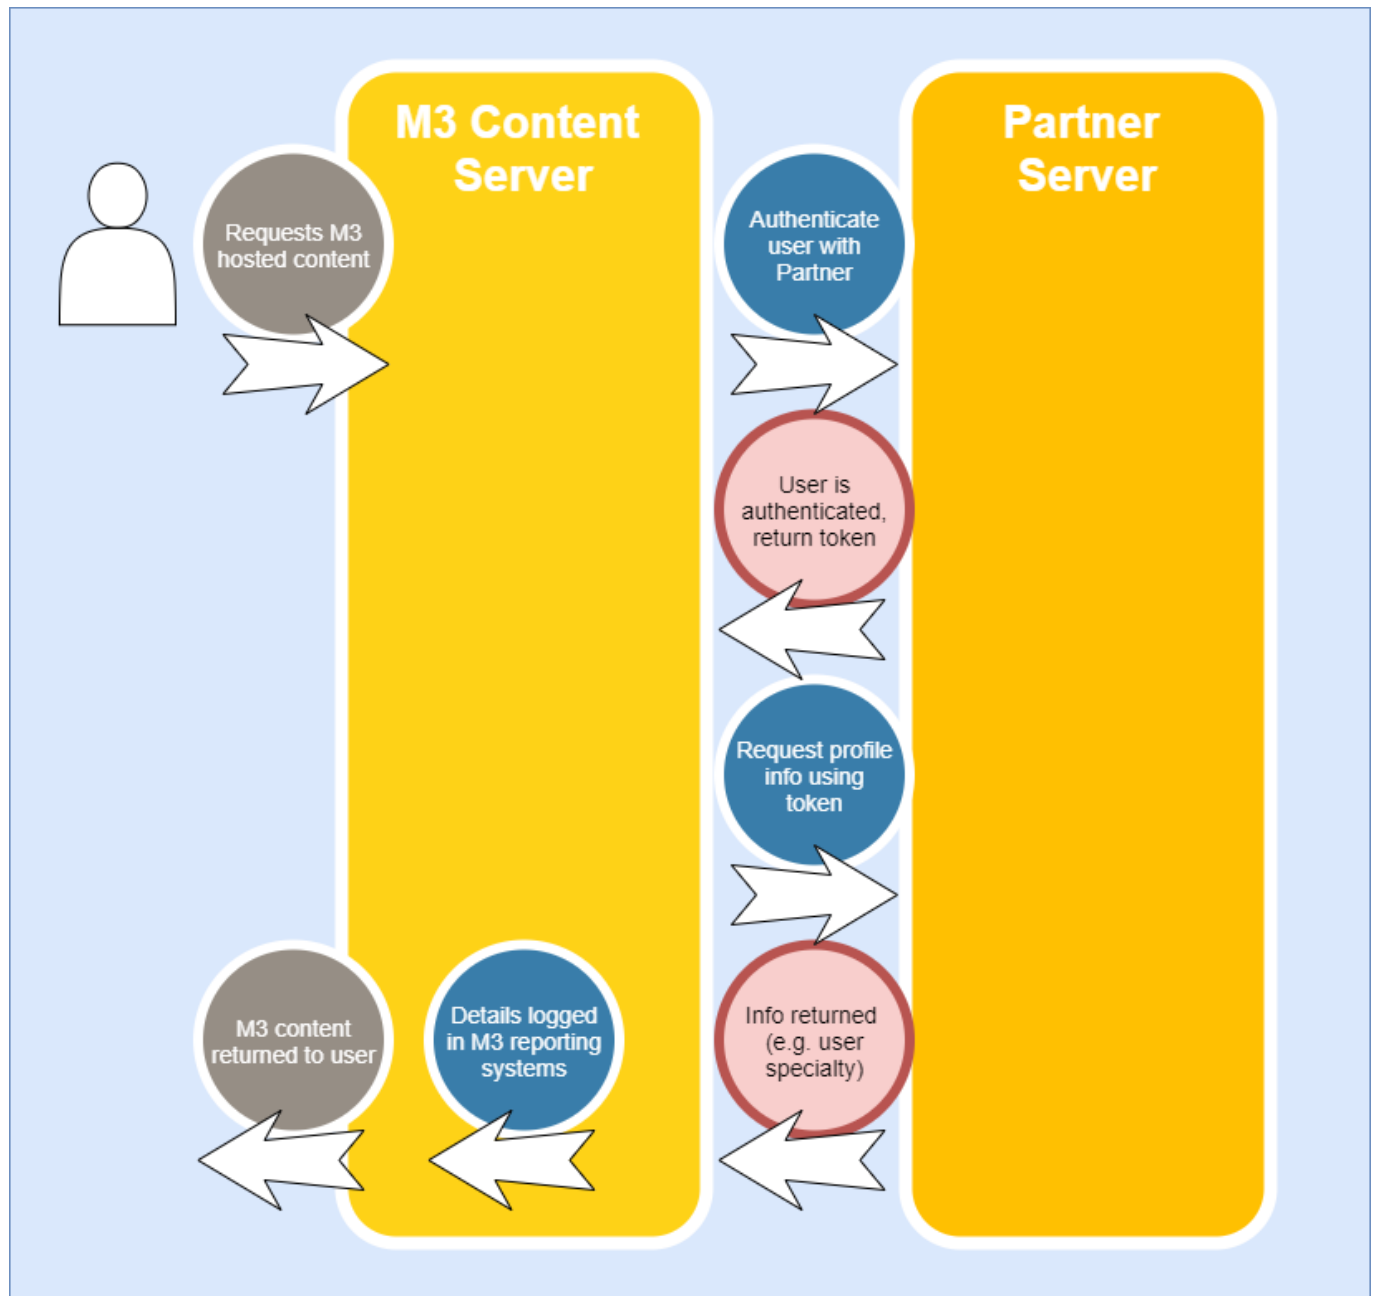 M3 Content
Server
Partner
Server
Requests M3
hosted content
Authenticate
user with
Partner
User is
authenticated,
return token
Request profile
info using
token
Info returned
(e.g. user
specialty)
Details logged
in M3 reporting
systems
M3 content
returned to user